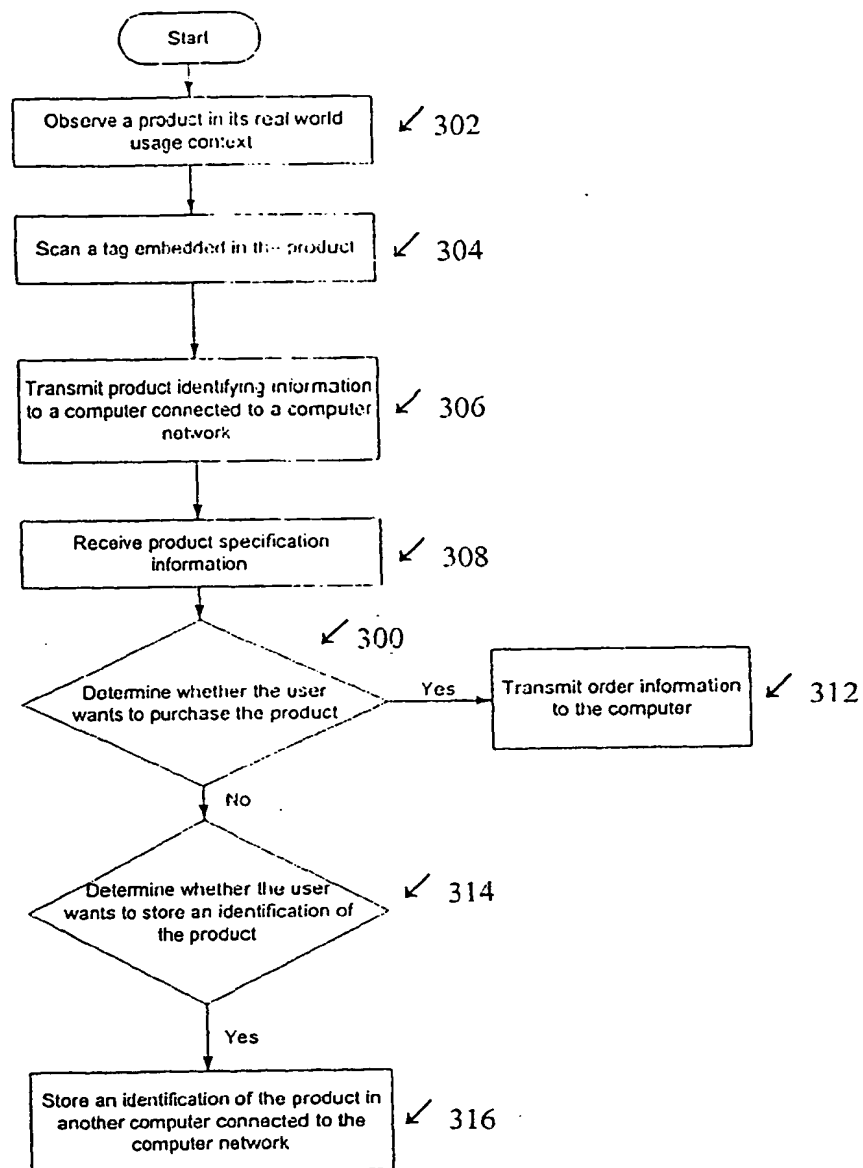 Start
Observe a product in its real world
usage context
302
Scan a tag embedded in the product
304
Transmit product identifying information
to a computer connected to a computer
network
306
Receive product specification
information
308
300
Determine whether the user
wants to purchase the product
Yes
Transmit order information
to the computer
312
No
Determine whether the user
wants to store an identification of
the product
314
Yes
Store an identification of the product in
another computer connected to the
computer network
316